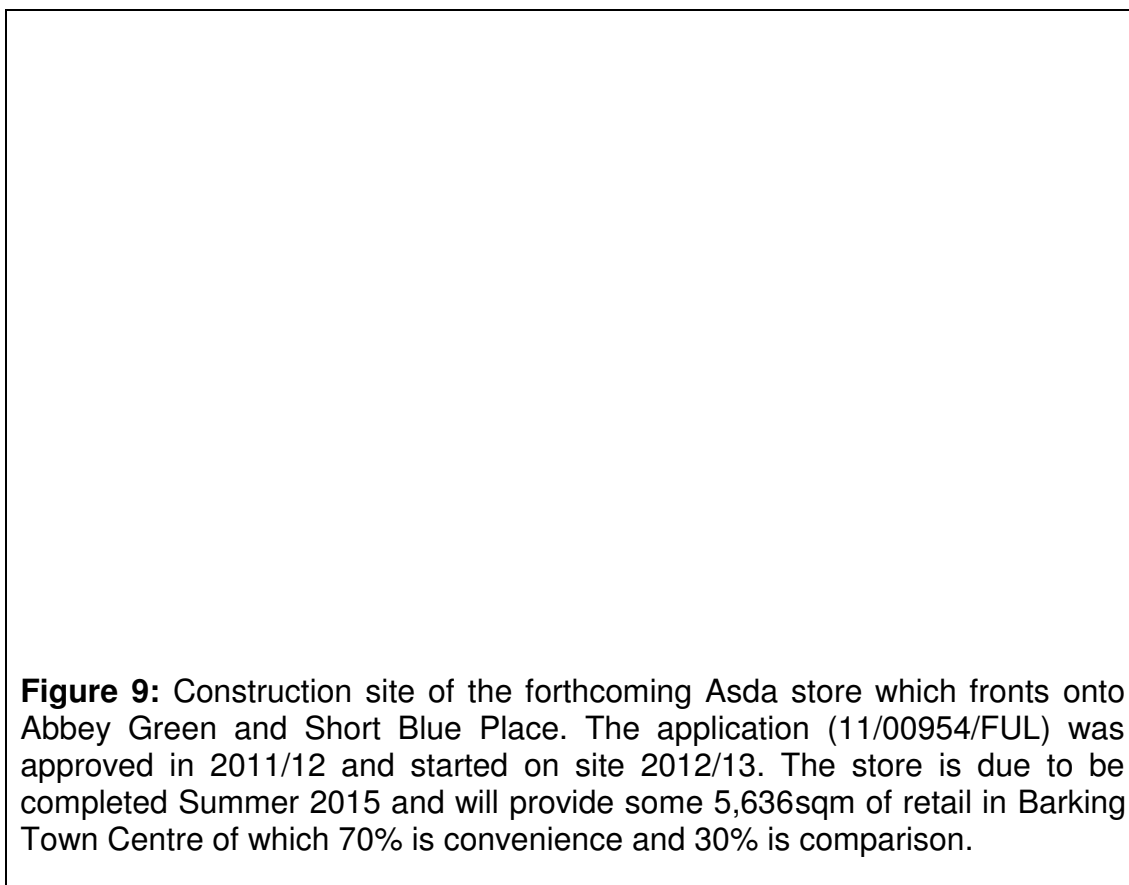 Figure 9: Construction site of the forthcoming Asda store which fronts onto
Abbey Green and Short Blue Place. The application (11/00954/FUL) was
approved in 2011/12 and started on site 2012/13. The store is due to be
completed Summer 2015 and will provide some 5,636sqm of retail in Barking
Town Centre of which 70% is convenience and 30% is comparison.